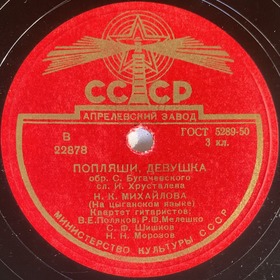 СССР
АПРЕЛЕВСКИЙ ЗАВОД
В
22878
ГОСТ 5289-50
3 кл.
ПОПЛЯШИ, ДЕВУШКА
обр. С. Бугачевского
сл. И. Хрусталева
Н. К. МИХАЙЛОВА
(На цыганском языке)
Квартет гитаристов:
В.Е.Поляков, Р.Ф.Мелешко
С. Ф. Шишков
Н. Н. Морозов
МИНИСТЕРСТВО КУЛЬТУРЫ СССР